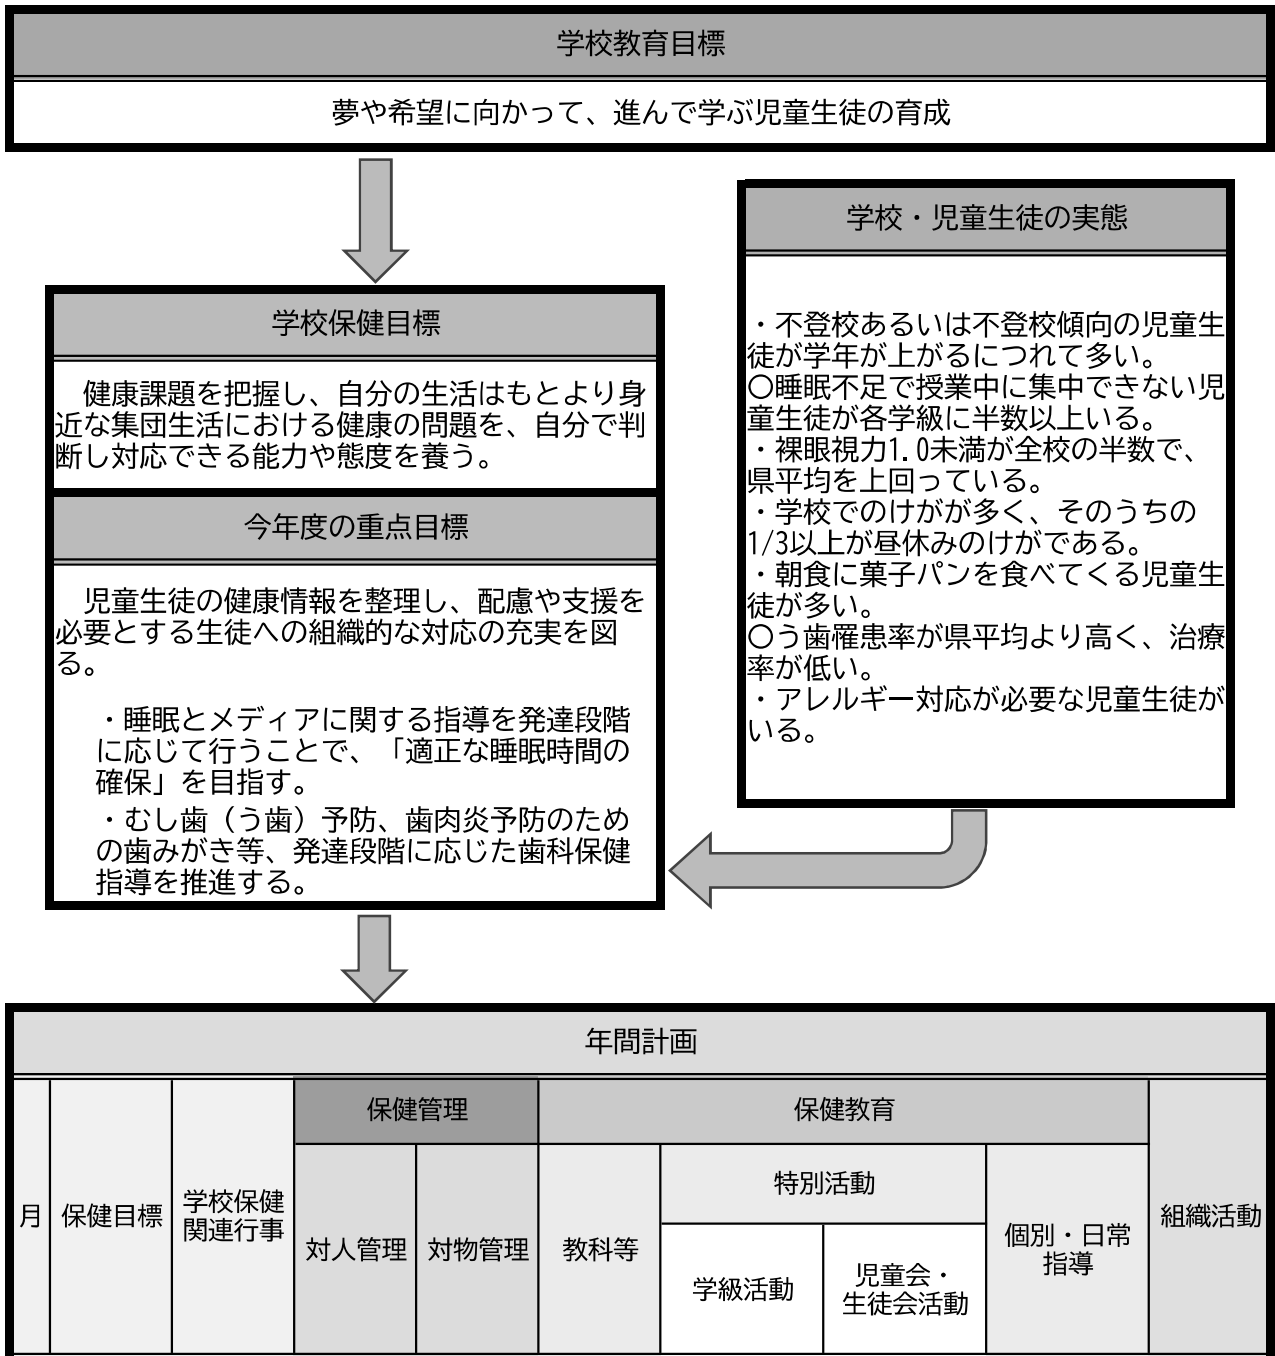 学校教育目標
夢や希望に向かって、進んで学ぶ児童生徒の育成
学校・児童生徒の実態
・不登校あるいは不登校傾向の児童生
徒が学年が上がるにつれて多い。
〇睡眠不足で授業中に集中できない児
童生徒が各学級に半数以上いる。
・裸眼視力1.0未満が全校の半数で、
県平均を上回っている。
・学校でのけがが多く、そのうちの
1/3以上が昼休みのけがである。
・朝食に菓子パンを食べてくる児童生
徒が多い。
〇う歯罹患率が県平均より高く、治療
率が低い。
・アレルギー対応が必要な児童生徒が
いる。
学校保健目標
　健康課題を把握し、自分の生活はもとより身
近な集団生活における健康の問題を、自分で判
断し対応できる能力や態度を養う。
今年度の重点目標
　児童生徒の健康情報を整理し、配慮や支援を
必要とする生徒への組織的な対応の充実を図
る。
・睡眠とメディアに関する指導を発達段階
に応じて行うことで、「適正な睡眠時間の
確保」を目指す。
・むし歯（う歯）予防、歯肉炎予防のため
の歯みがき等、発達段階に応じた歯科保健
指導を推進する。
年間計画
月
保健目標
学校保健
関連行事
保健管理
対人管理
対物管理
保健教育
教科等
特別活動
学級活動
児童会・
生徒会活動
個別・日常
指導
組織活動